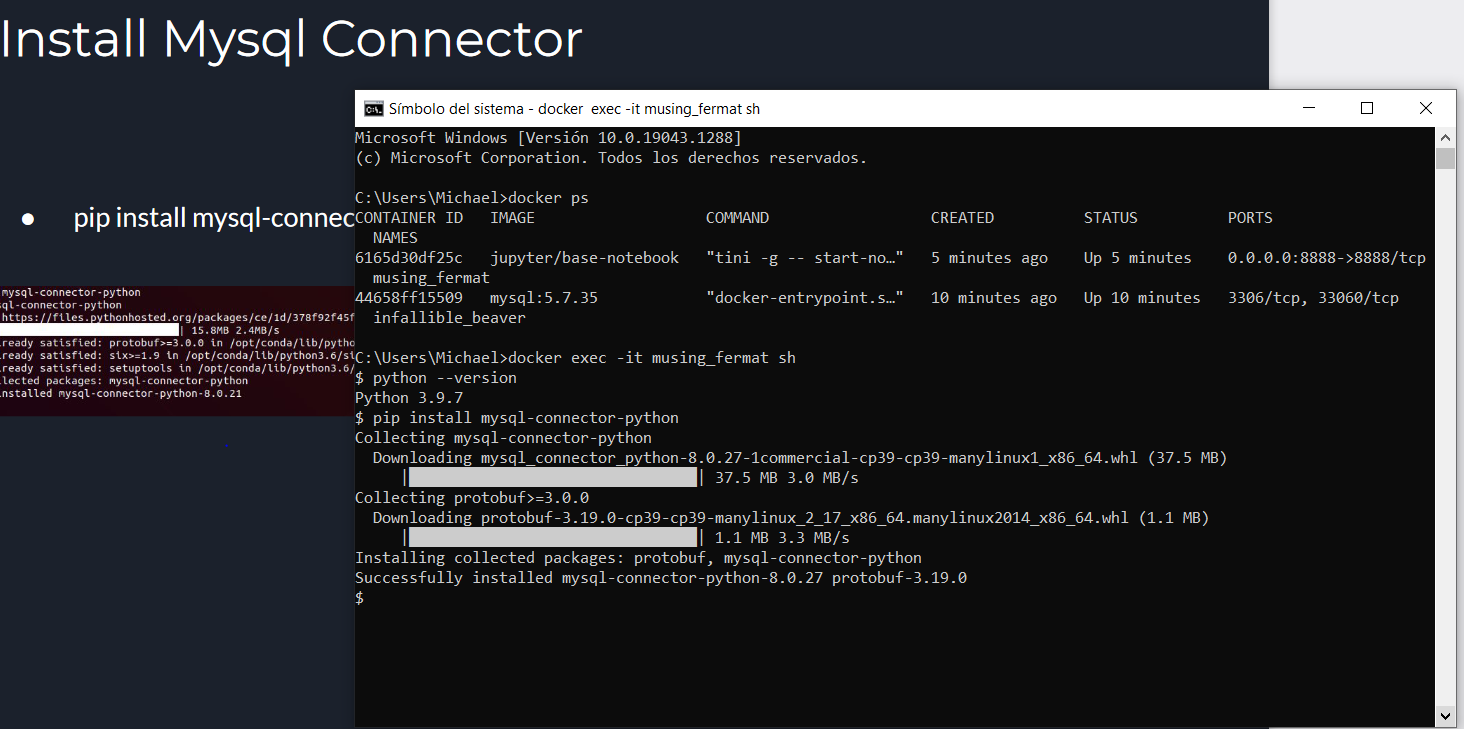 Install Mysql Connector
pip install mysql-connec
mysql-connector-python
sql-connector-python
https://files.pythonhosted.org/packages/ce/1d/378f92f45f
| 15.8MB 2.4MB/s
ready satisfied: protobuf>=3.0.0 in /opt/conda/lib/pytho
ready satisfied: six>=1.9 in /opt/conda/lib/python3.6/si
ready satisfied: setuptools in /opt/conda/lib/python3.6/
lected packages: mysql-connector-python
nstalled mysql-connector-python-8.0.21
Símbolo del sistema - docker  exec -it musing_fermat sh
Microsoft Windows [Versión 10.0.19043.1288]
(c) Microsoft Corporation. Todos los derechos reservados.
C:\Users\Michael>docker ps
CONTAINER ID   IMAGE                   COMMAND                  CREATED          STATUS          PORTS
  NAMES
6165d30df25c   jupyter/base-notebook   "tini -g -- start-no…"   5 minutes ago    Up 5 minutes    0.0.0.0:8888->8888/tcp
  musing_fermat
44658ff15509   mysql:5.7.35            "docker-entrypoint.s…"   10 minutes ago   Up 10 minutes   3306/tcp, 33060/tcp
  infallible_beaver
C:\Users\Michael>docker exec -it musing_fermat sh
$ python --version
Python 3.9.7
$ pip install mysql-connector-python
Collecting mysql-connector-python
  Downloading mysql_connector_python-8.0.27-1commercial-cp39-cp39-manylinux1_x86_64.whl (37.5 MB)
| | 37.5 MB 3.0 MB/s
Collecting protobuf>=3.0.0
  Downloading protobuf-3.19.0-cp39-cp39-manylinux_2_17_x86_64.manylinux2014_x86_64.whl (1.1 MB)
| | 1.1 MB 3.3 MB/s
Installing collected packages: protobuf, mysql-connector-python
Successfully installed mysql-connector-python-8.0.27 protobuf-3.19.0
$